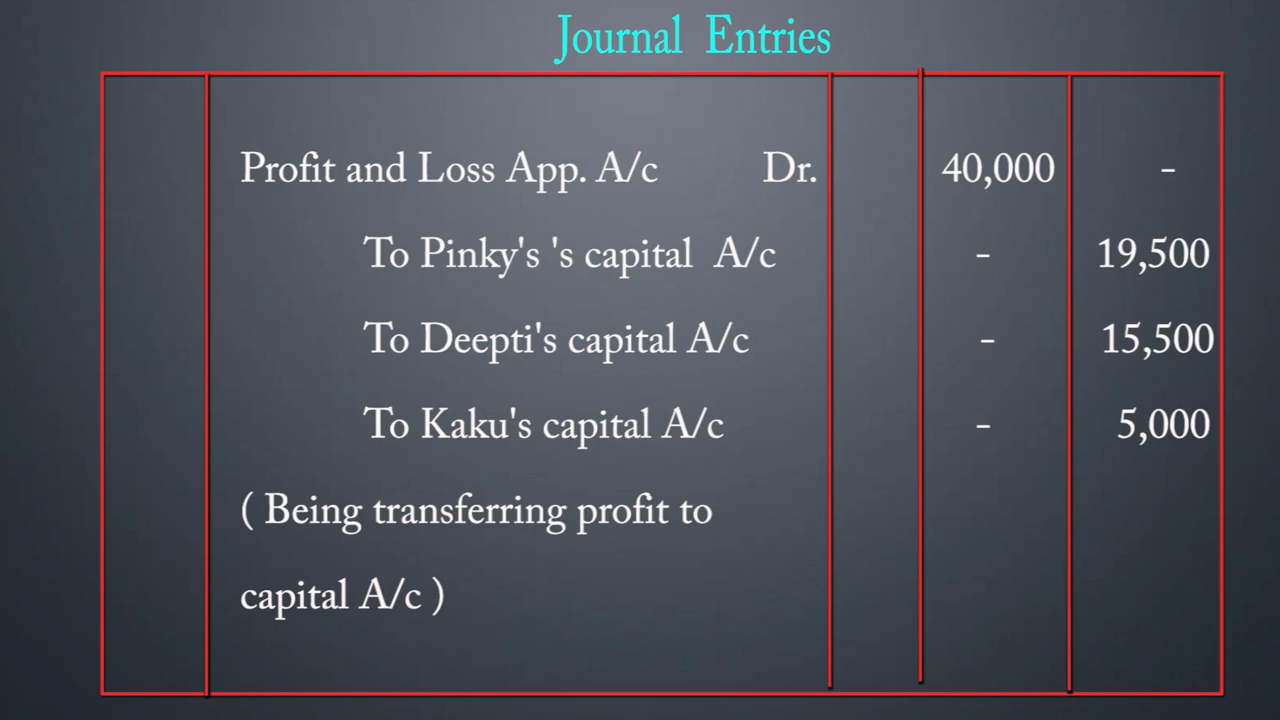 Journal Entries
Profit and Loss App. A/c Dr. 40,000 -
To Pinky's 's capital A/c - 19,500
To Deepti's capital A/c - 15,500
To Kaku's capital A/c - 5,000
( Being transferring profit to
capital A/c )